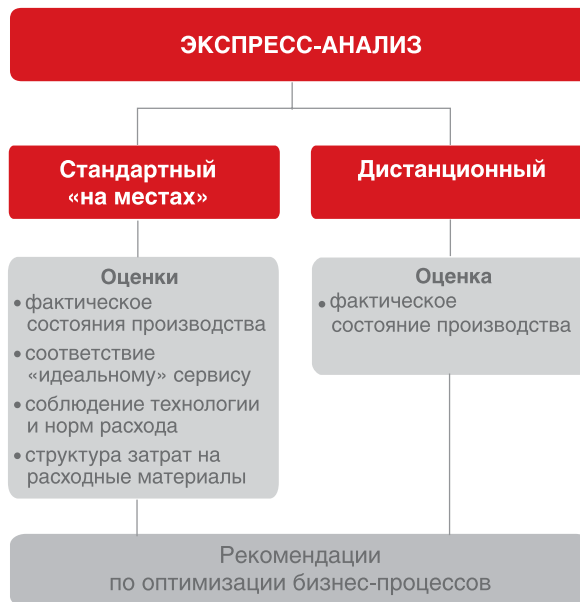 ЭКСПРЕСС-АНАЛИЗ
Стандартный
«на местах»
Дистанционный
Оценки
• фактическое
состояния производства
• соответствие
«идеальному» сервису
• соблюдение технологии
и норм расхода
• структура затрат на
расходные материалы
Оценка
• фактическое
состояние производства
Рекомендации
по оптимизации бизнес-процессов